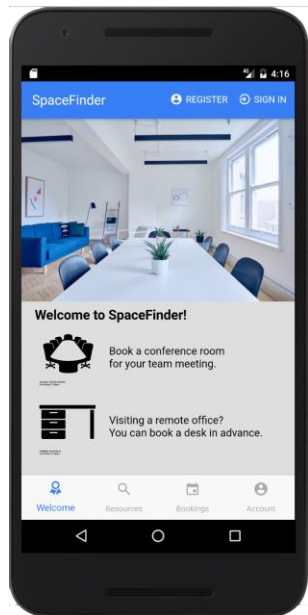 4:16
SpaceFinder REGISTER SIGN IN
Welcome to SpaceFinder!
Book a conference room
for your team meeting.
Visiting a remote office?
You can book a desk in advance.
Welcome Resources Bookings Account